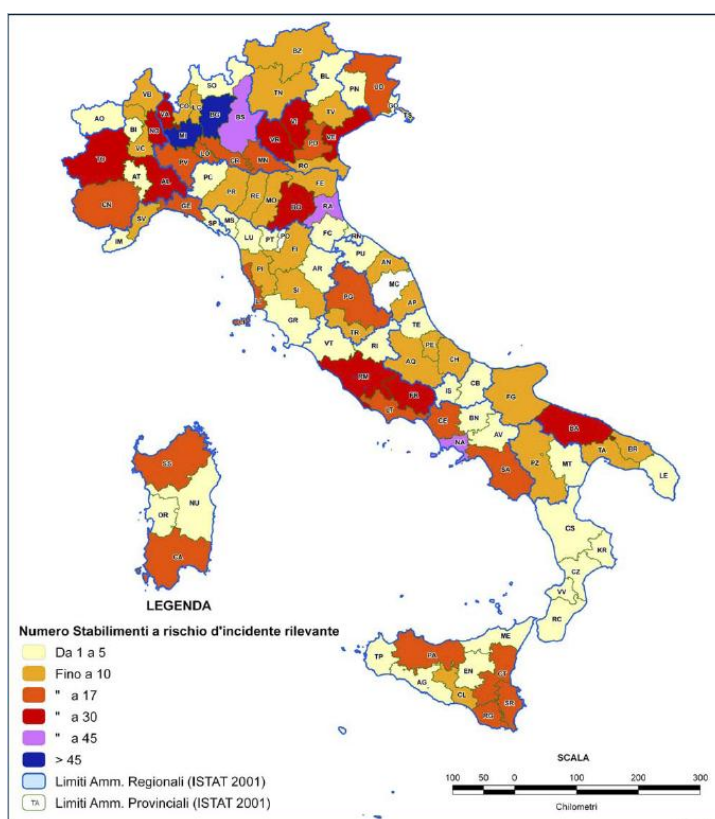 BZ
SO
BL
UD
VB
TN
PN
CO
LC
GO
TS
AO
VA
BG
BS
VI
TV
BI
NO
MI
VR
PD
VE
VC
TO
PV
LO
CR
MN
RO
AT
AL
PC
FE
CN
GE
PR
RE
MO
BO
RA
SV
SP
MS
FC
IM
LU
PT
PO
RN
FI
PU
PI
AR
AN
LI
SI
MC
PG
AP
GR
TR
TE
VT
RI
PE
AQ
CH
RM
FR
IS
CB
FG
LT
CE
BN
BA
NA
AV
SA
PZ
MT
TA
BR
LE
SS
NU
OR
CS
CA
KR
CZ
VV
RC
ME
TP
PA
EN
CT
AG
CL
SR
RG
LEGENDA
Numero Stabilimenti a rischio d'incidente rilevante
Da 1 a 5
Fino a 10
" a 17
" a 30
" a 45
> 45
Limiti Amm. Regionali (ISTAT 2001)
TA Limiti Amm. Provinciali (ISTAT 2001)
SCALA
100 50 0 100 200 300
Chilometri